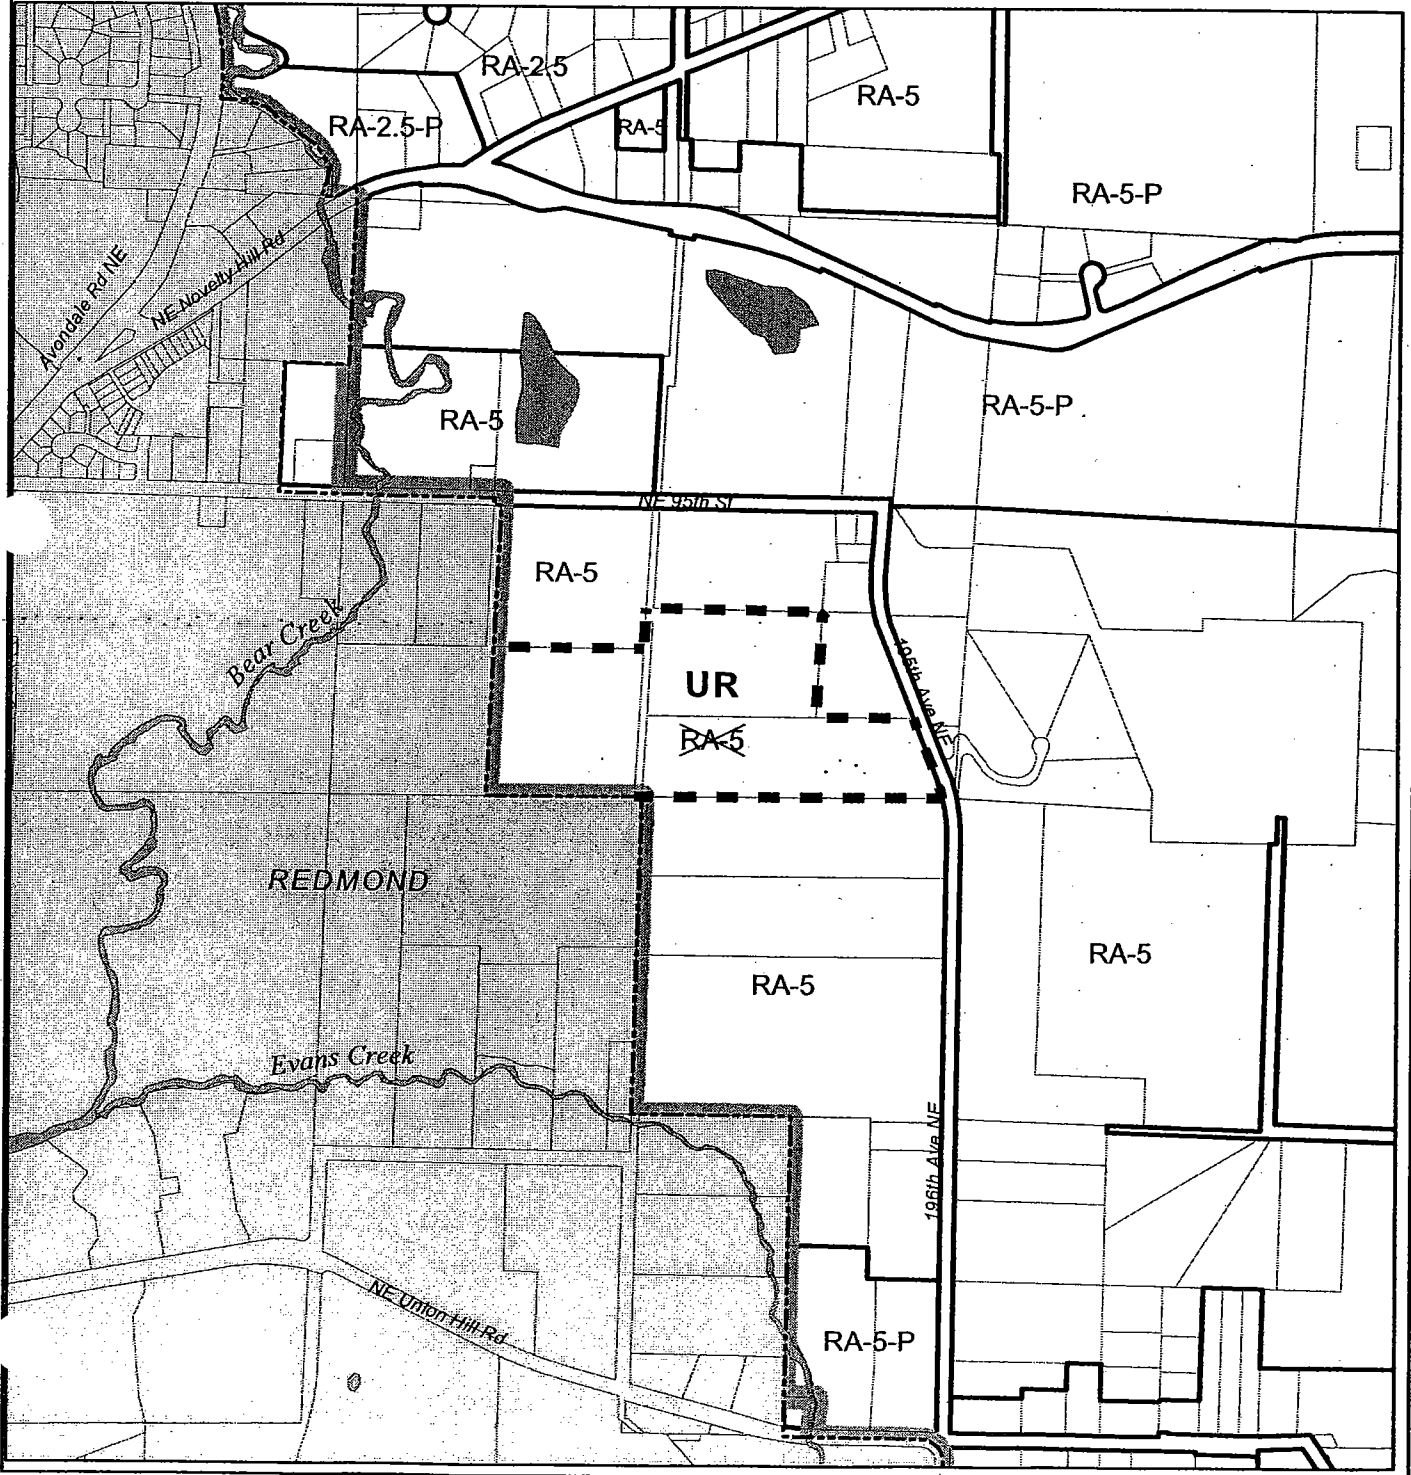 RA-2.5
RA-5
RA-2.5-P
RA-5
RA-5-P
Avondale Rd NE
NE Novelty Hill Rd
RA-5
RA-5-P
NE 95th St
RA-5
Bear Creek
195th Ave NE
UR
RA-5
REDMOND
RA-5
RA-5
Evans Creek
196th Ave NE
NE Union Hill Rd
RA-5-P